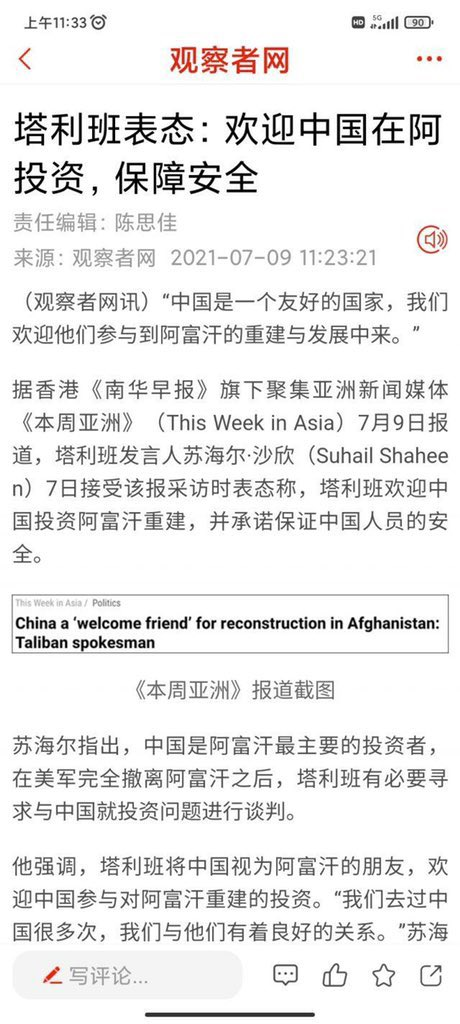 上午11:33
HD 5G 90
观察者网
塔利班表态：欢迎中国在阿
投资，保障安全
责任编辑：陈思佳
来源：观察者网 2021-07-09 11:23:21
（观察者网讯）“中国是一个友好的国家，我们
欢迎他们参与到阿富汗的重建与发展中来。”
据香港《南华早报》旗下聚集亚洲新闻媒体
《本周亚洲》（This Week in Asia）7月9日报
道，塔利班发言人苏海尔·沙欣（Suhail Shahee
n）7日接受该报采访时表态称，塔利班欢迎中
国投资阿富汗重建，并承诺保证中国人员的安
全。
This Week in Asia / Politics
China a ‘welcome friend’ for reconstruction in Afghanistan:
Taliban spokesman
《本周亚洲》报道截图
苏海尔指出，中国是阿富汗最主要的投资者，
在美军完全撤离阿富汗之后，塔利班有必要寻
求与中国就投资问题进行谈判。
他强调，塔利班将中国视为阿富汗的朋友，欢
迎中国参与对阿富汗重建的投资。“我们去过中
国很多次，我们与他们有着良好的关系。”苏海
写评论...